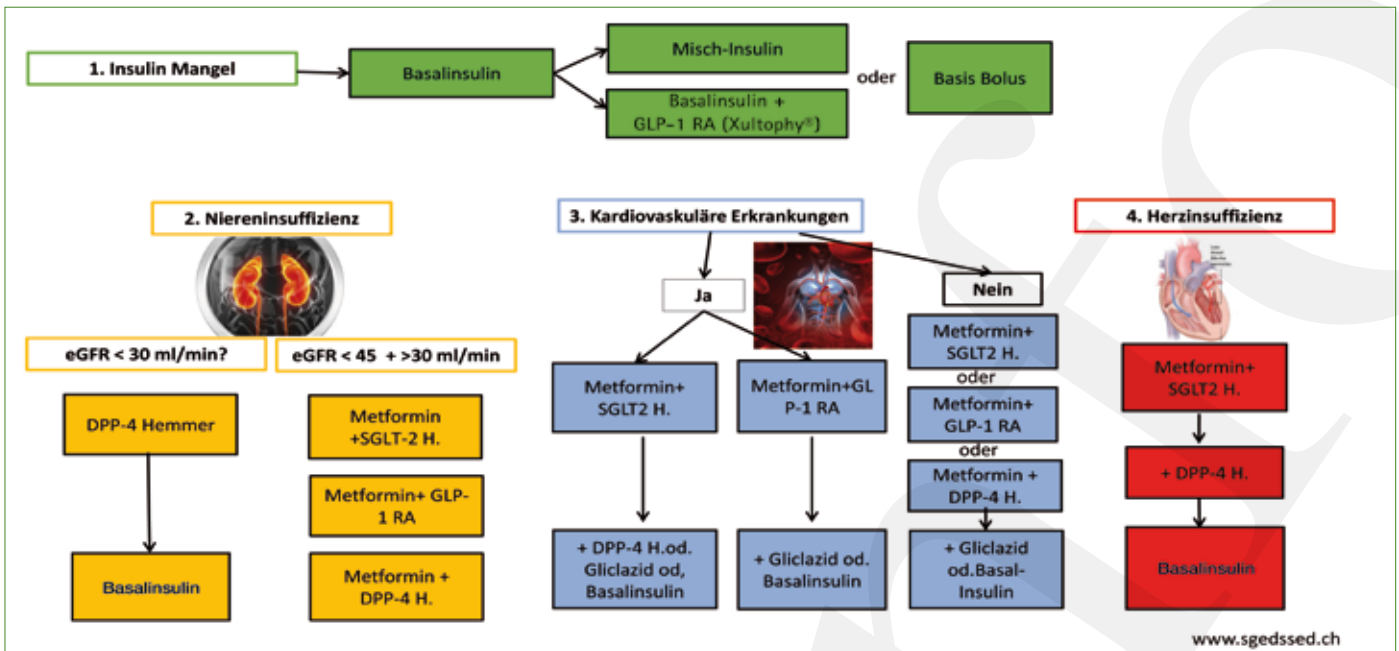 1. Insulin Mangel
Basalinsulin
Misch-Insulin
Basalinsulin +
GLP-1 RA (Xultophy®)
oder
Basis Bolus
2. Niereninsuffizienz
eGFR < 30 ml/min?
eGFR < 45 + >30 ml/min
DPP-4 Hemmer
Basalinsulin
Metformin
+SGLT-2 H.
Metformin+ GLP-
1 RA
Metformin +
DPP-4 H.
3. Kardiovaskuläre Erkrankungen
Ja
Nein
Metformin+
SGLT2 H.
+ DPP-4 H.od.
Gliclazid od,
Basalinsulin
Metformin+GL
P-1 RA
+ Gliclazid od.
Basalinsulin
Metformin+
SGLT2 H.
oder
Metformin+
GLP-1 RA
oder
Metformin +
DPP-4 H.
+ Gliclazid
od.Basal-
Insulin
4. Herzinsuffizienz
Metformin+
SGLT2 H.
+ DPP-4 H.
Basalinsulin
www.sgedssed.ch